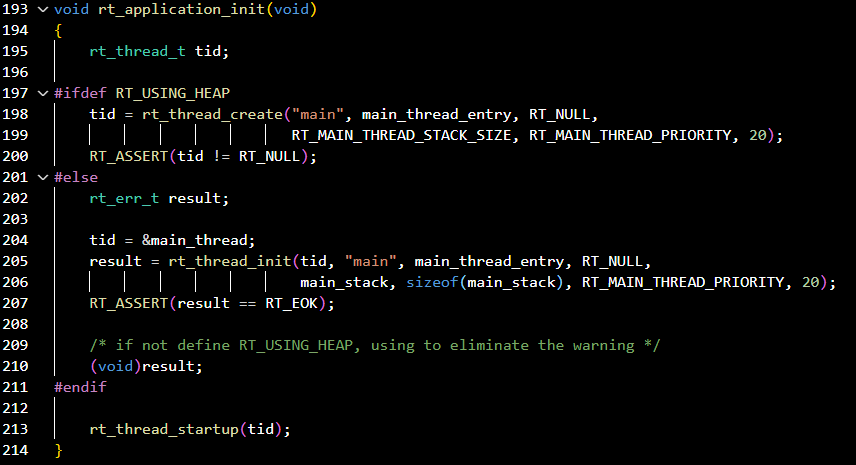 193 void rt_application_init(void)
194 {
195     rt_thread_t tid;
196
197 #ifdef RT_USING_HEAP
198     tid = rt_thread_create("main", main_thread_entry, RT_NULL,
199                            RT_MAIN_THREAD_STACK_SIZE, RT_MAIN_THREAD_PRIORITY, 20);
200     RT_ASSERT(tid != RT_NULL);
201 #else
202     rt_err_t result;
203
204     tid = &main_thread;
205     result = rt_thread_init(tid, "main", main_thread_entry, RT_NULL,
206                             main_stack, sizeof(main_stack), RT_MAIN_THREAD_PRIORITY, 20);
207     RT_ASSERT(result == RT_EOK);
208
209     /* if not define RT_USING_HEAP, using to eliminate the warning */
210     (void)result;
211 #endif
212
213     rt_thread_startup(tid);
214 }